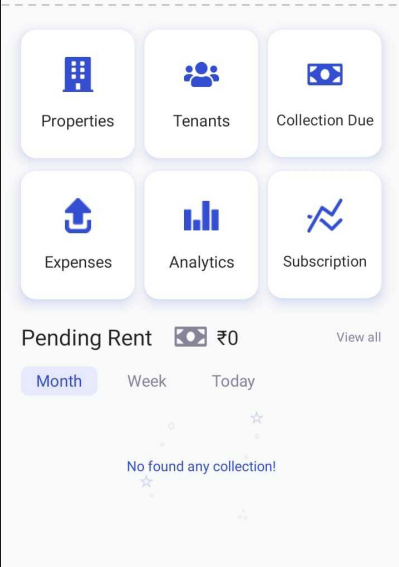 Properties
Tenants
Collection Due
Expenses
Analytics
Subscription
Pending Rent ₹0 View all
Month Week Today
No found any collection!